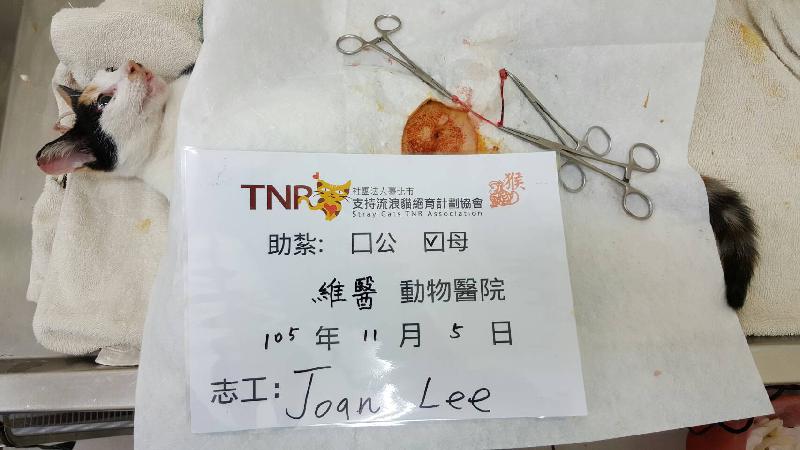 TNR
社團法人臺北市
支持流浪貓絕育計劃協會
Stray Cats TNR Association
猴
助紮: 口公 ☑母
維醫 動物醫院
105 年 11 月 5 日
志工: Joan Lee